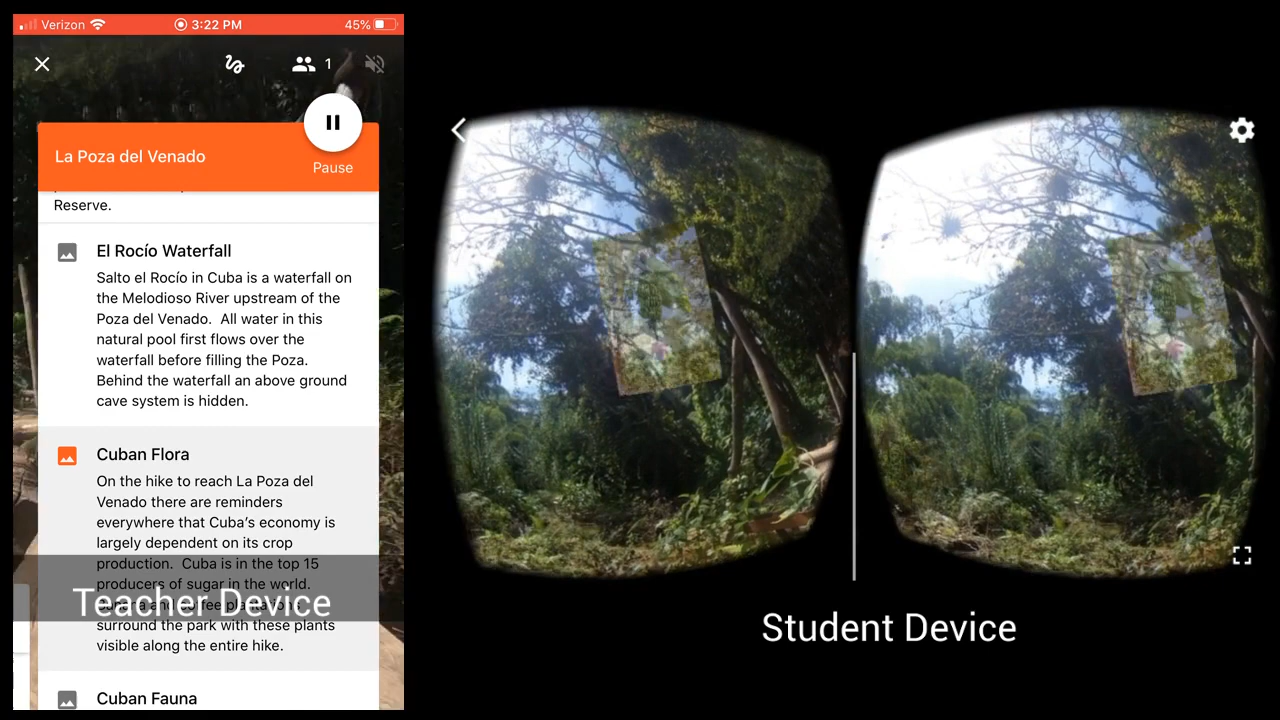 Verizon 3:22 PM 45%
1
La Poza del Venado
Pause
Reserve.
El Rocío Waterfall
Salto el Rocío in Cuba is a waterfall on
the Melodioso River upstream of the
Poza del Venado.  All water in this
natural pool first flows over the
waterfall before filling the Poza.
Behind the waterfall an above ground
cave system is hidden.
Cuban Flora
On the hike to reach La Poza del
Venado there are reminders
everywhere that Cuba’s economy is
largely dependent on its crop
production.  Cuba is in the top 15
producers of sugar in the world.
and coffee plantations
Teacher Device
surround the park with these plants
visible along the entire hike.
Cuban Fauna
Student Device